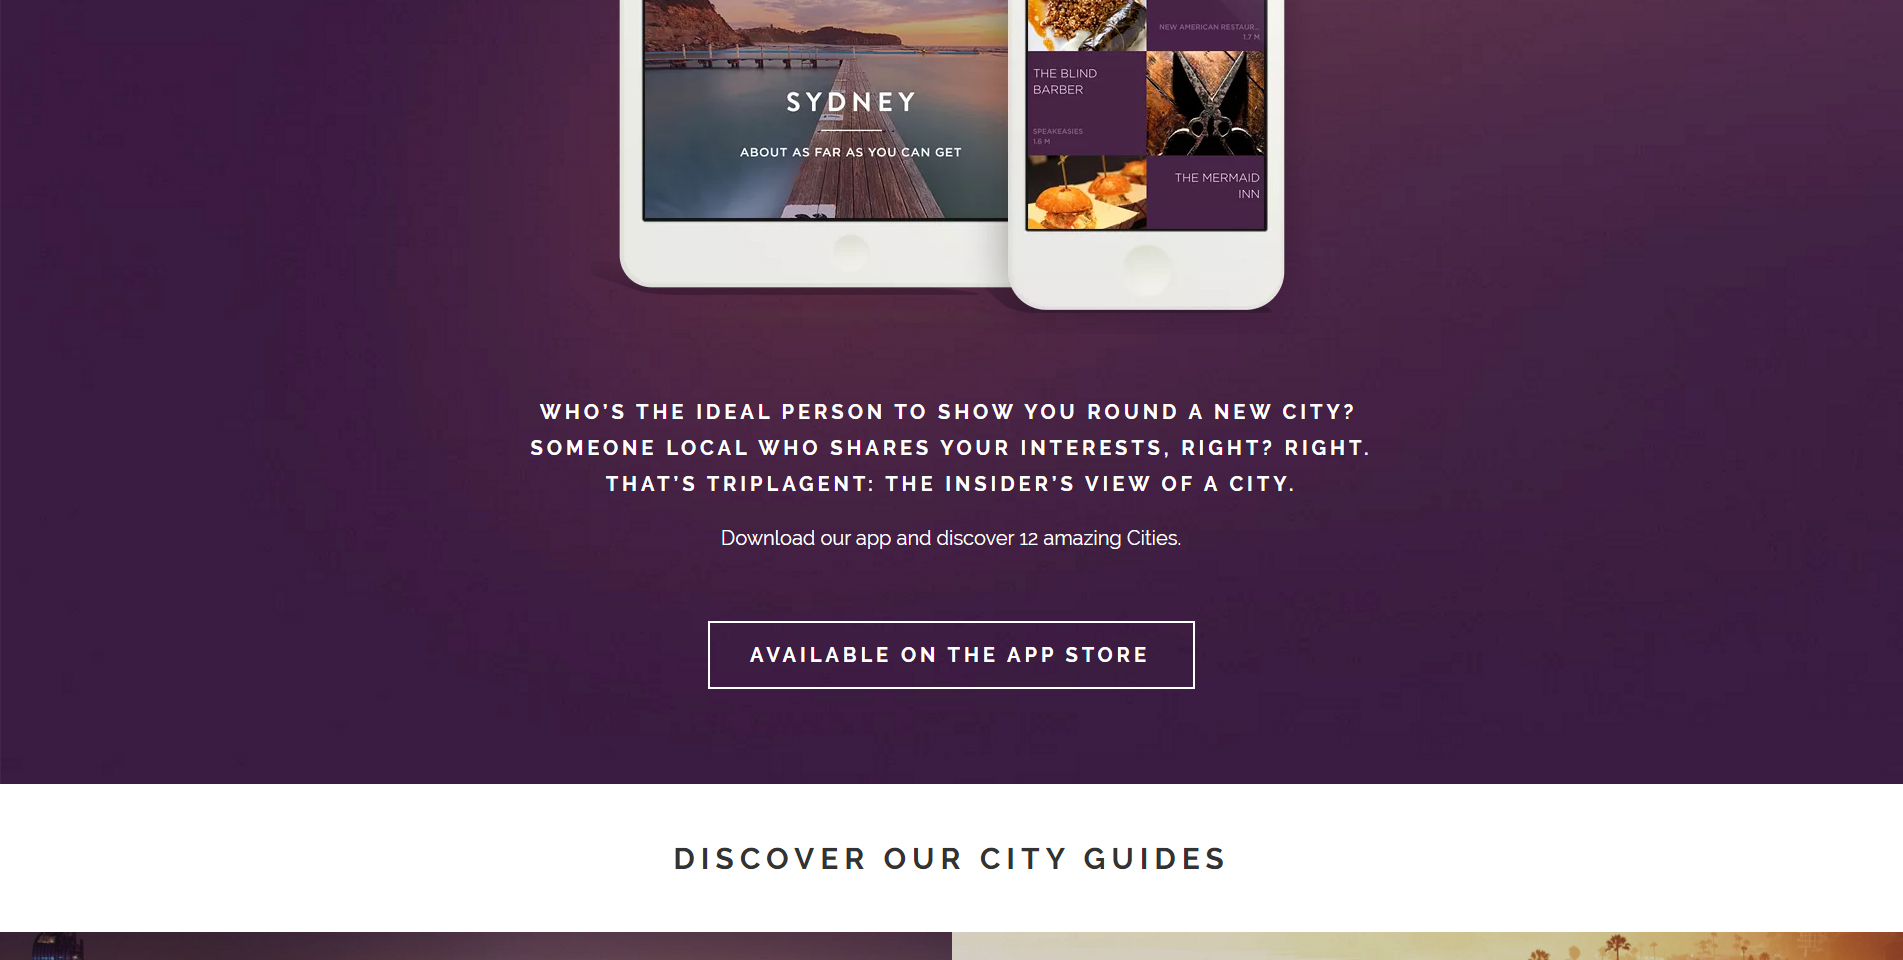 NEW AMERICAN RESTAUR...
1.7 M
SYDNEY
ABOUT AS FAR AS YOU CAN GET
THE BLIND
BARBER
SPEAKEASIES
1.6 M
THE MERMAID
INN
WHO'S THE IDEAL PERSON TO SHOW YOU ROUND A NEW CITY?
SOMEONE LOCAL WHO SHARES YOUR INTERESTS, RIGHT? RIGHT.
THAT'S TRIPLAGENT: THE INSIDER'S VIEW OF A CITY.
Download our app and discover 12 amazing Cities.
AVAILABLE ON THE APP STORE
DISCOVER OUR CITY GUIDES